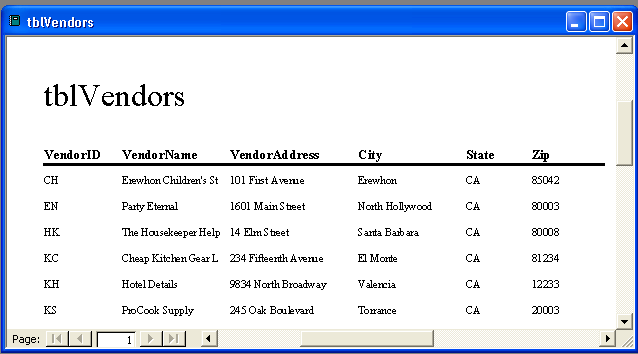 tblVendors
tblVendors
VendorID VendorName VendorAddress City State Zip
CH Erewhon Children's St 101 First Avenue Erewhon CA 85042
EN Party Eternal 1601 Main Street North Hollywood CA 80003
HK The Housekeeper Help 14 Elm Street Santa Barbara CA 80008
KC Cheap Kitchen Gear L 234 Fifteenth Avenue El Monte CA 81234
KH Hotel Details 9834 North Broadway Valencia CA 12233
KS ProCook Supply 245 Oak Boulevard Torrance CA 20003
Page: 1